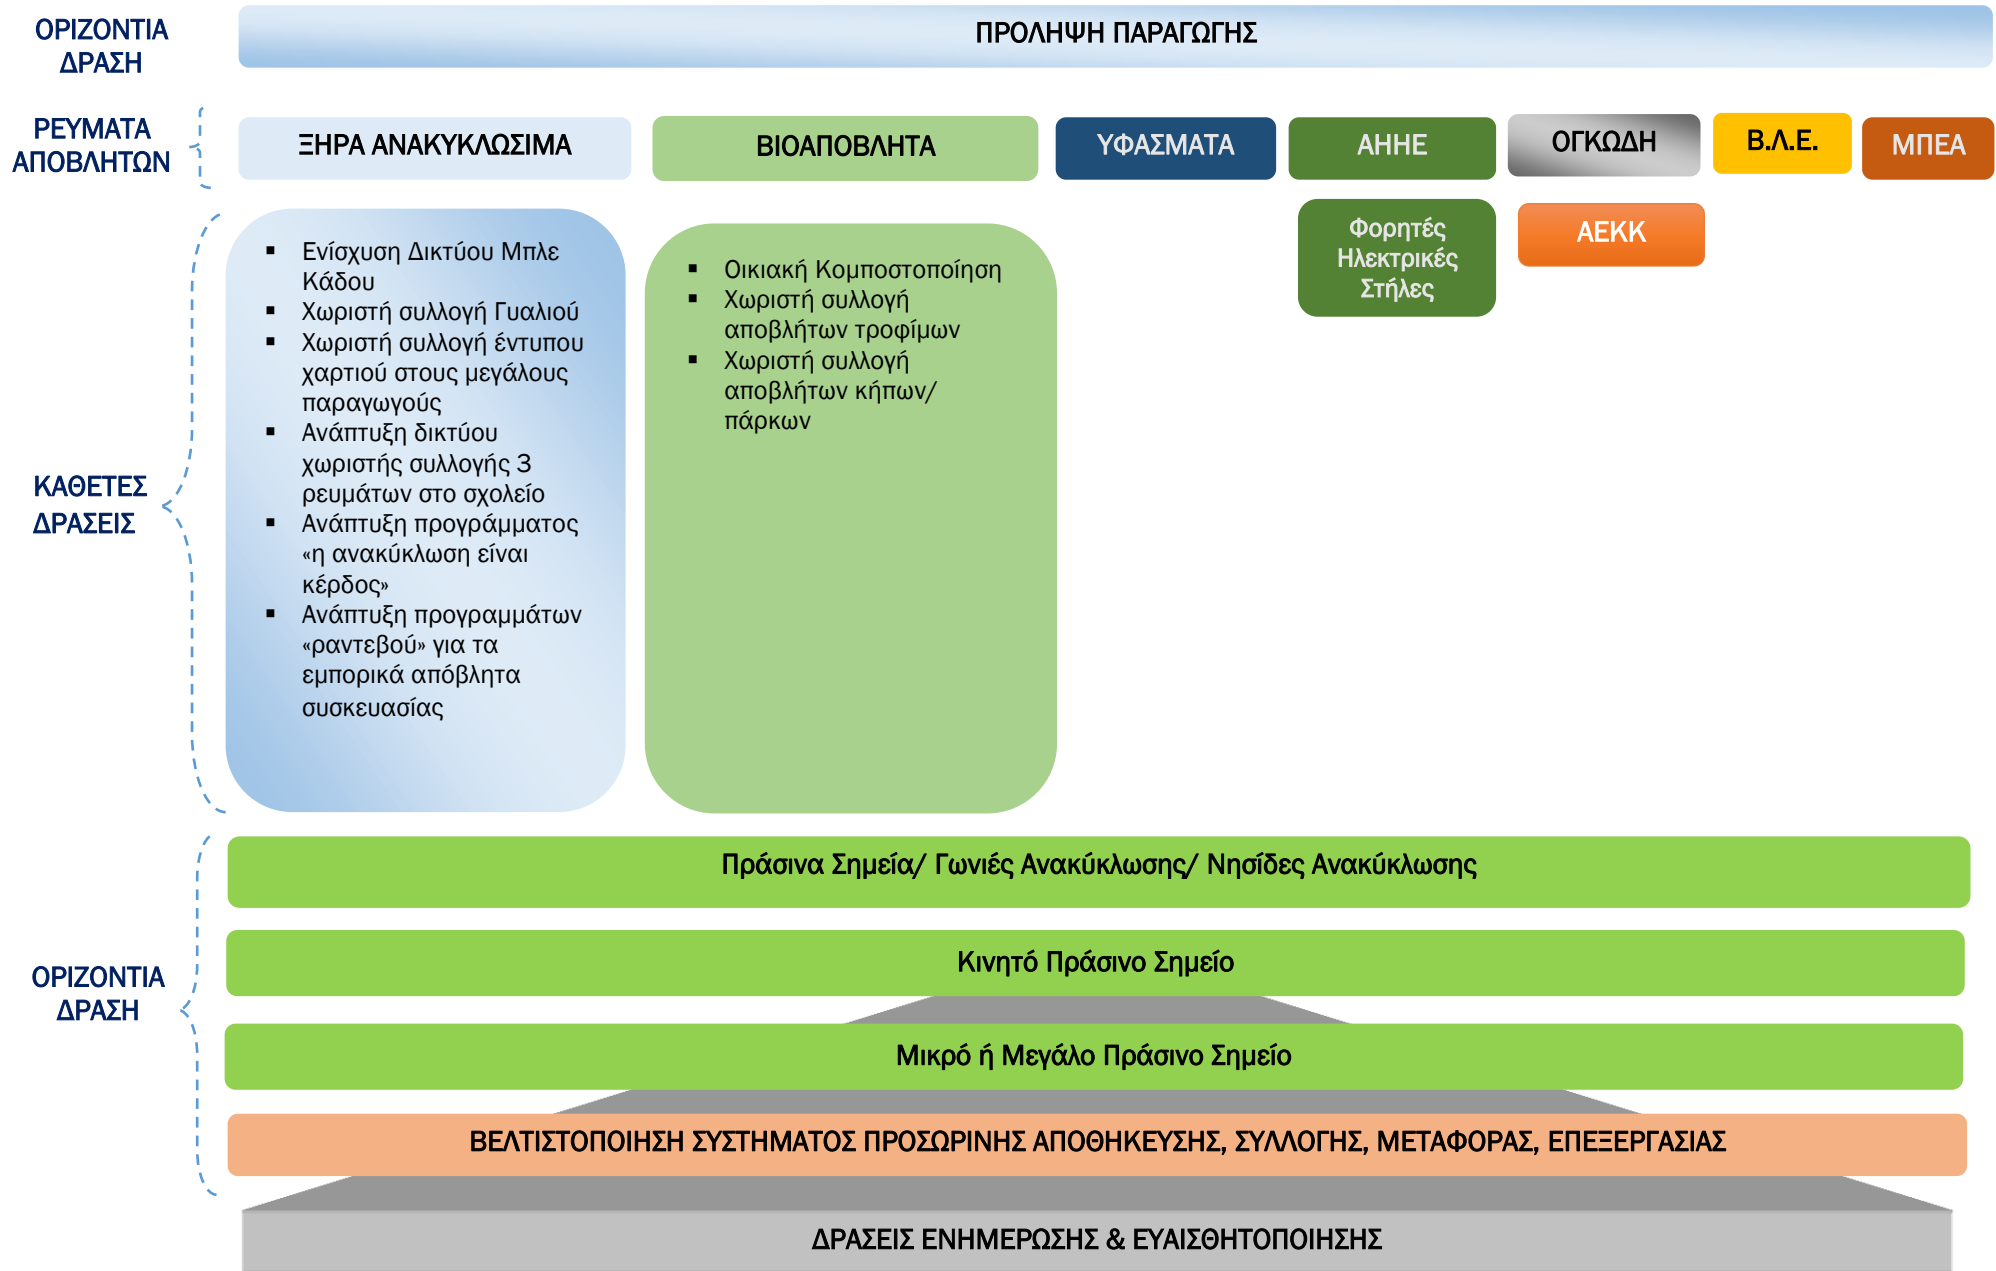 ΟΡΙΖΟΝΤΙΑ
ΔΡΑΣΗ
ΠΡΟΛΗΨΗ ΠΑΡΑΓΩΓΗΣ
ΡΕΥΜΑΤΑ
ΑΠΟΒΛΗΤΩΝ
ΞΗΡΑ ΑΝΑΚΥΚΛΩΣΙΜΑ
ΒΙΟΑΠΟΒΛΗΤΑ
ΥΦΑΣΜΑΤΑ
ΑΗΗΕ
ΟΓΚΩΔΗ
Β.Λ.Ε.
ΜΠΕΑ
Φορητές
Ηλεκτρικές
Στήλες
ΑΕΚΚ
ΚΑΘΕΤΕΣ
ΔΡΑΣΕΙΣ
▪ Ενίσχυση Δικτύου Μπλε
Κάδου
▪ Χωριστή συλλογή Γυαλιού
▪ Χωριστή συλλογή έντυπου
χαρτιού στους μεγάλους
παραγωγούς
▪ Ανάπτυξη δικτύου
χωριστής συλλογής 3
ρευμάτων στο σχολείο
▪ Ανάπτυξη προγράμματος
«η ανακύκλωση είναι
κέρδος»
▪ Ανάπτυξη προγραμμάτων
«ραντεβού» για τα
εμπορικά απόβλητα
συσκευασίας
▪ Οικιακή Κομποστοποίηση
▪ Χωριστή συλλογή
αποβλήτων τροφίμων
▪ Χωριστή συλλογή
αποβλήτων κήπων/
πάρκων
ΟΡΙΖΟΝΤΙΑ
ΔΡΑΣΗ
Πράσινα Σημεία/ Γωνιές Ανακύκλωσης/ Νησίδες Ανακύκλωσης
Κινητό Πράσινο Σημείο
Μικρό ή Μεγάλο Πράσινο Σημείο
ΒΕΛΤΙΣΤΟΠΟΙΗΣΗ ΣΥΣΤΗΜΑΤΟΣ ΠΡΟΣΩΡΙΝΗΣ ΑΠΟΘΗΚΕΥΣΗΣ, ΣΥΛΛΟΓΗΣ, ΜΕΤΑΦΟΡΑΣ, ΕΠΕΞΕΡΓΑΣΙΑΣ
ΔΡΑΣΕΙΣ ΕΝΗΜΕΡΩΣΗΣ & ΕΥΑΙΣΘΗΤΟΠΟΙΗΣΗΣ